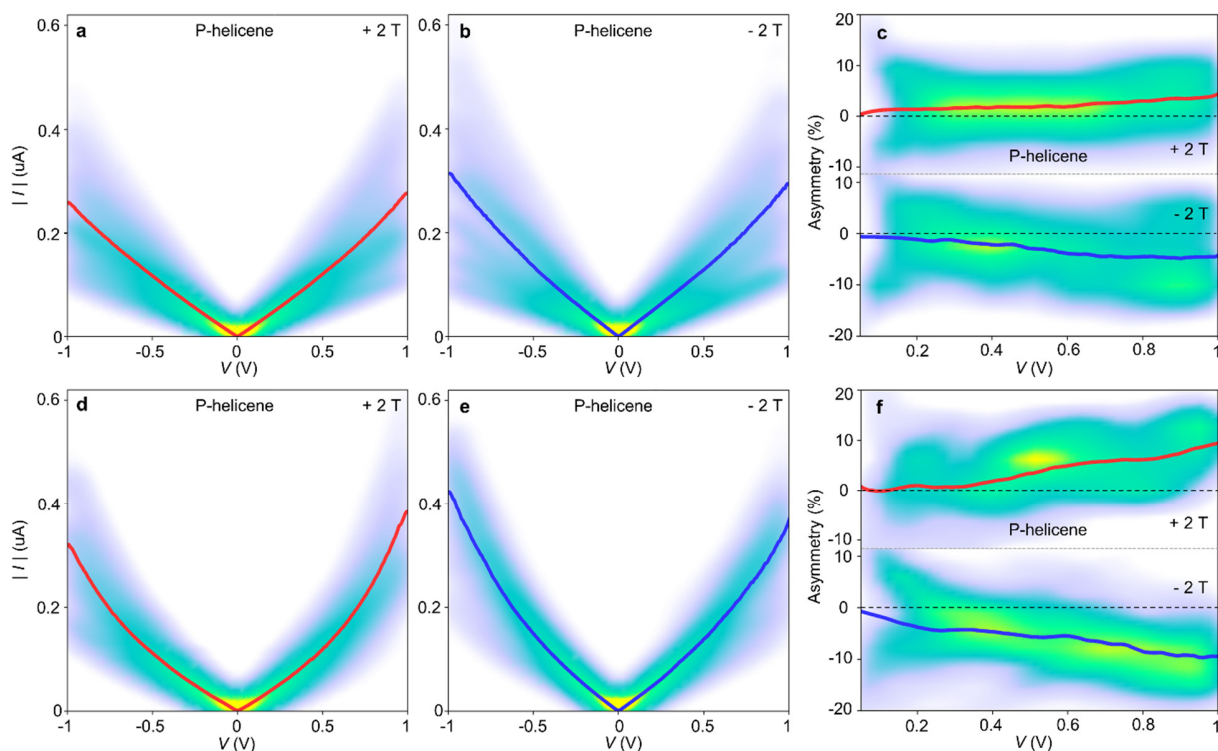 a P-helicene + 2 T
0.6
0.4
0.2
0
| I | (uA)
-1 -0.5 0 0.5 1
V (V)
b P-helicene - 2 T
0.6
0.4
0.2
0
-1 -0.5 0 0.5 1
V (V)
c
20
10
0
-10
+ 2 T
P-helicene
10
0
-10
-20
- 2 T
Asymmetry (%)
0.2 0.4 0.6 0.8 1
V (V)
d P-helicene + 2 T
0.6
0.4
0.2
0
| I | (uA)
-1 -0.5 0 0.5 1
V (V)
e P-helicene - 2 T
0.6
0.4
0.2
0
-1 -0.5 0 0.5 1
V (V)
f
20
10
0
-10
+ 2 T
P-helicene
10
0
-10
-20
- 2 T
Asymmetry (%)
0.2 0.4 0.6 0.8 1
V (V)